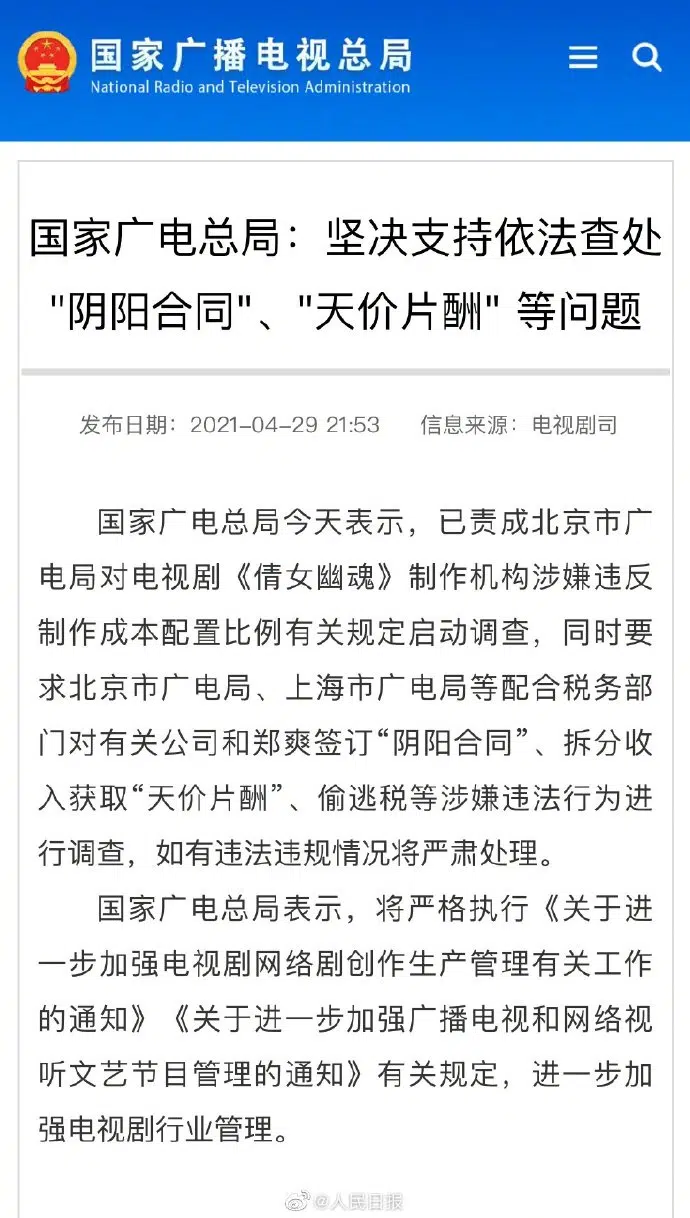 国家广播电视总局
National Radio and Television Administration
国家广电总局：坚决支持依法查处
"阴阳合同"、"天价片酬" 等问题
发布日期：2021-04-29 21:53 信息来源：电视剧司
国家广电总局今天表示，已责成北京市广
电局对电视剧《倩女幽魂》制作机构涉嫌违反
制作成本配置比例有关规定启动调查，同时要
求北京市广电局、上海市广电局等配合税务部
门对有关公司和郑爽签订“阴阳合同”、拆分收
入获取“天价片酬”、偷逃税等涉嫌违法行为进
行调查，如有违法违规情况将严肃处理。
国家广电总局表示，将严格执行《关于进
一步加强电视剧网络剧创作生产管理有关工作
的通知》《关于进一步加强广播电视和网络视
听文艺节目管理的通知》有关规定，进一步加
强电视剧行业管理。
@人民日报